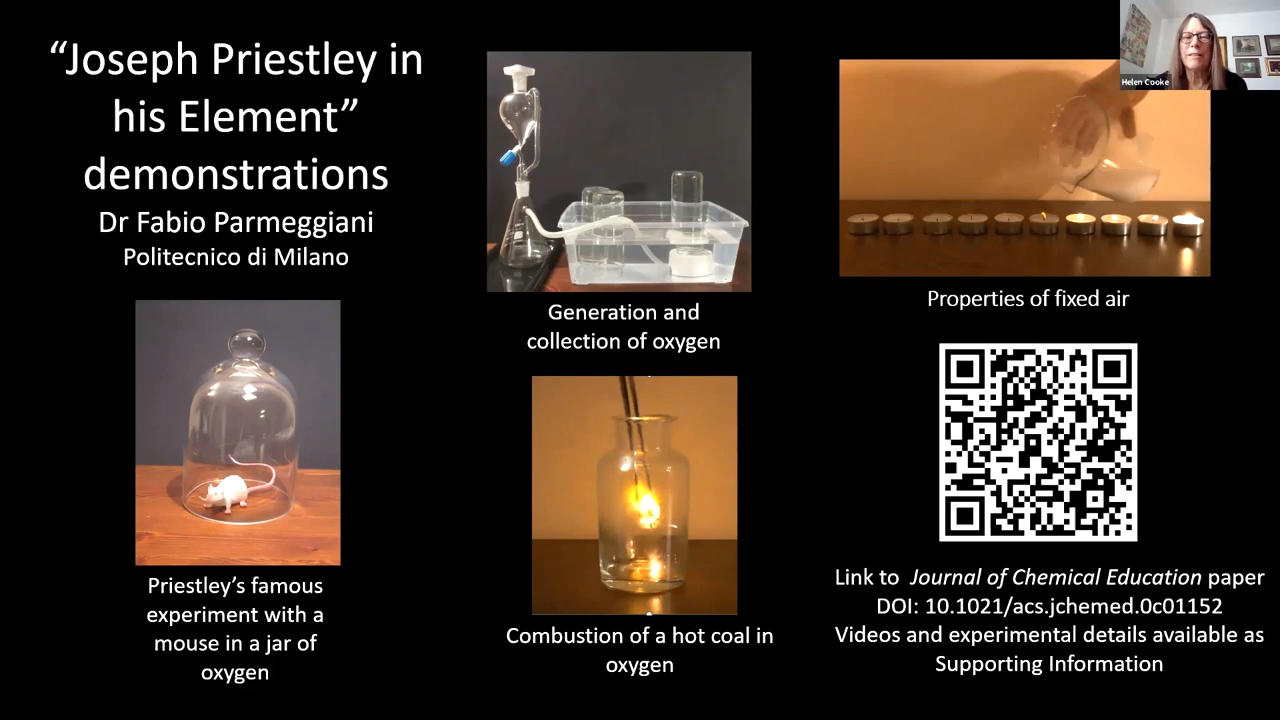 “Joseph Priestley in
his Element”
demonstrations
Dr Fabio Parmeggiani
Politecnico di Milano
Priestley’s famous
experiment with a
mouse in a jar of
oxygen
Generation and
collection of oxygen
Combustion of a hot coal in
oxygen
Helen Cooke
Properties of fixed air
Link to Journal of Chemical Education paper
DOI: 10.1021/acs.jchemed.0c01152
Videos and experimental details available as
Supporting Information